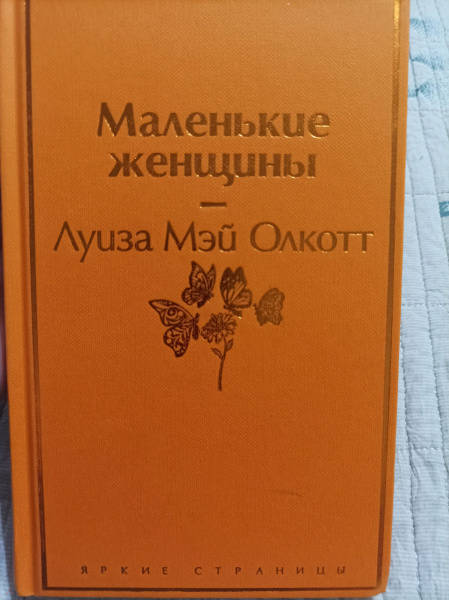 Маленькие
женщины
—
Луиза Мэй Олкотт
ЯРКИЕ СТРАНИЦЫ